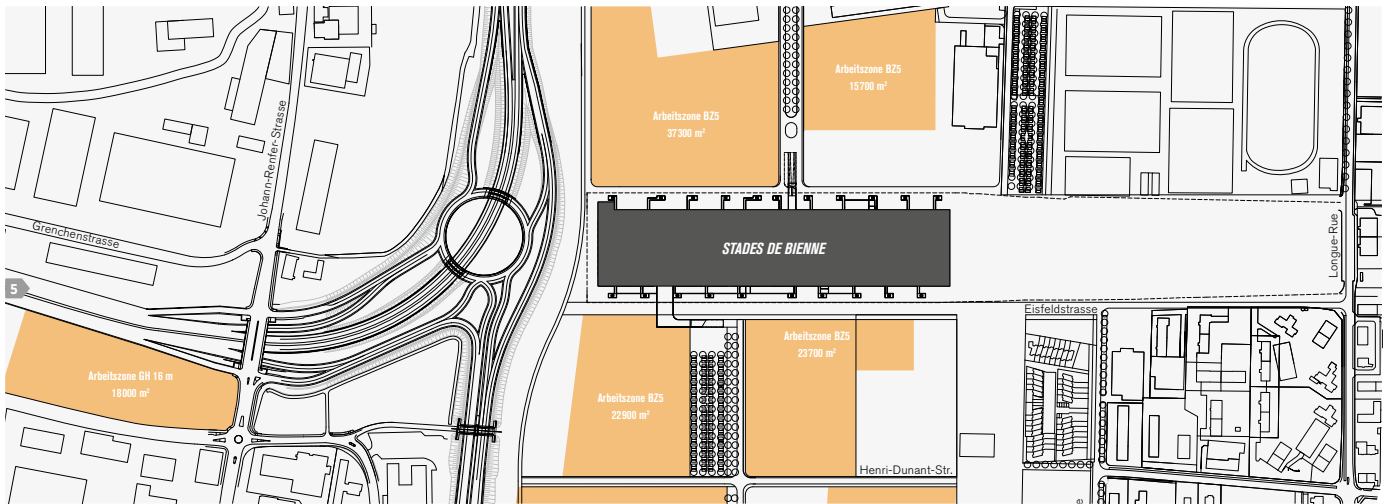 Arbeitszone BZ5
15700 m²
Arbeitszone BZ5
37300 m²
Johann-Renfer-Strasse
Grenchenstrasse
STADES DE BIENNE
Longue-Rue
5
Eisfeldstrasse
Arbeitszone BZ5
23700 m²
Arbeitszone GH 16 m
18000 m²
Arbeitszone BZ5
22900 m²
Henri-Dunant-Str.